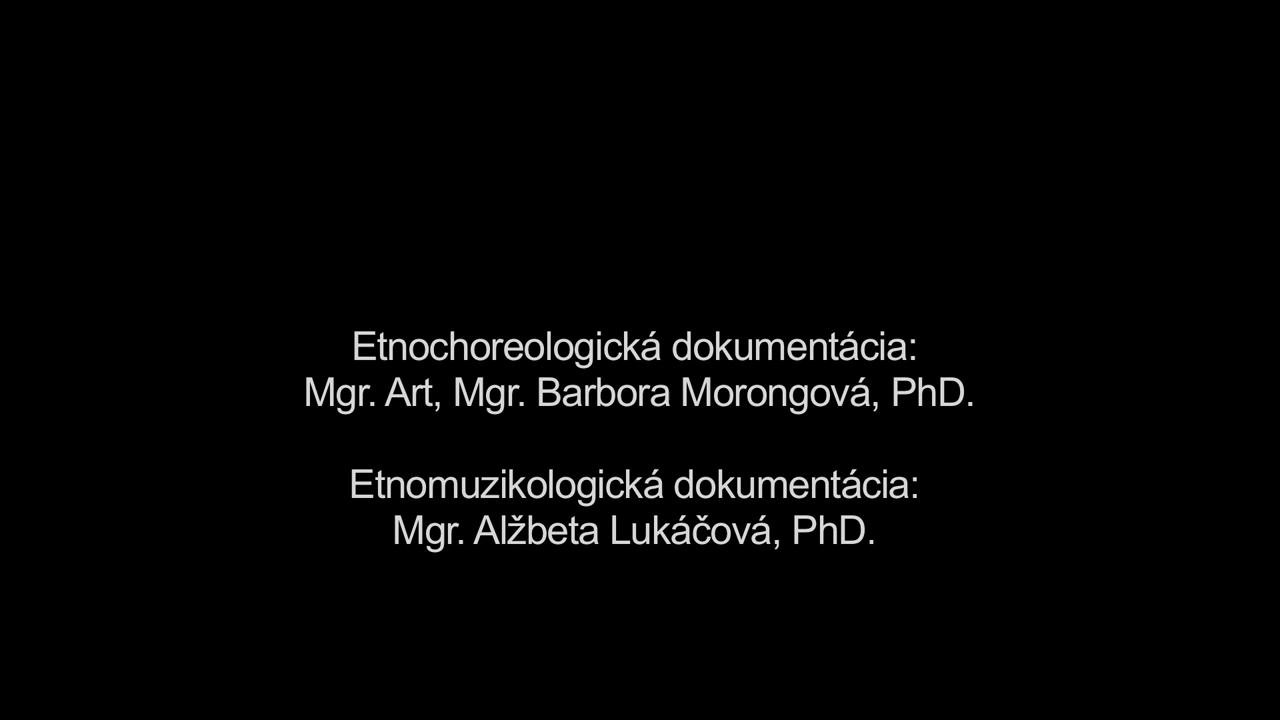 Etnochoreologická dokumentácia:
Mgr. Art, Mgr. Barbora Morongová, PhD.
Etnomuzikologická dokumentácia:
Mgr. Alžbeta Lukáčová, PhD.